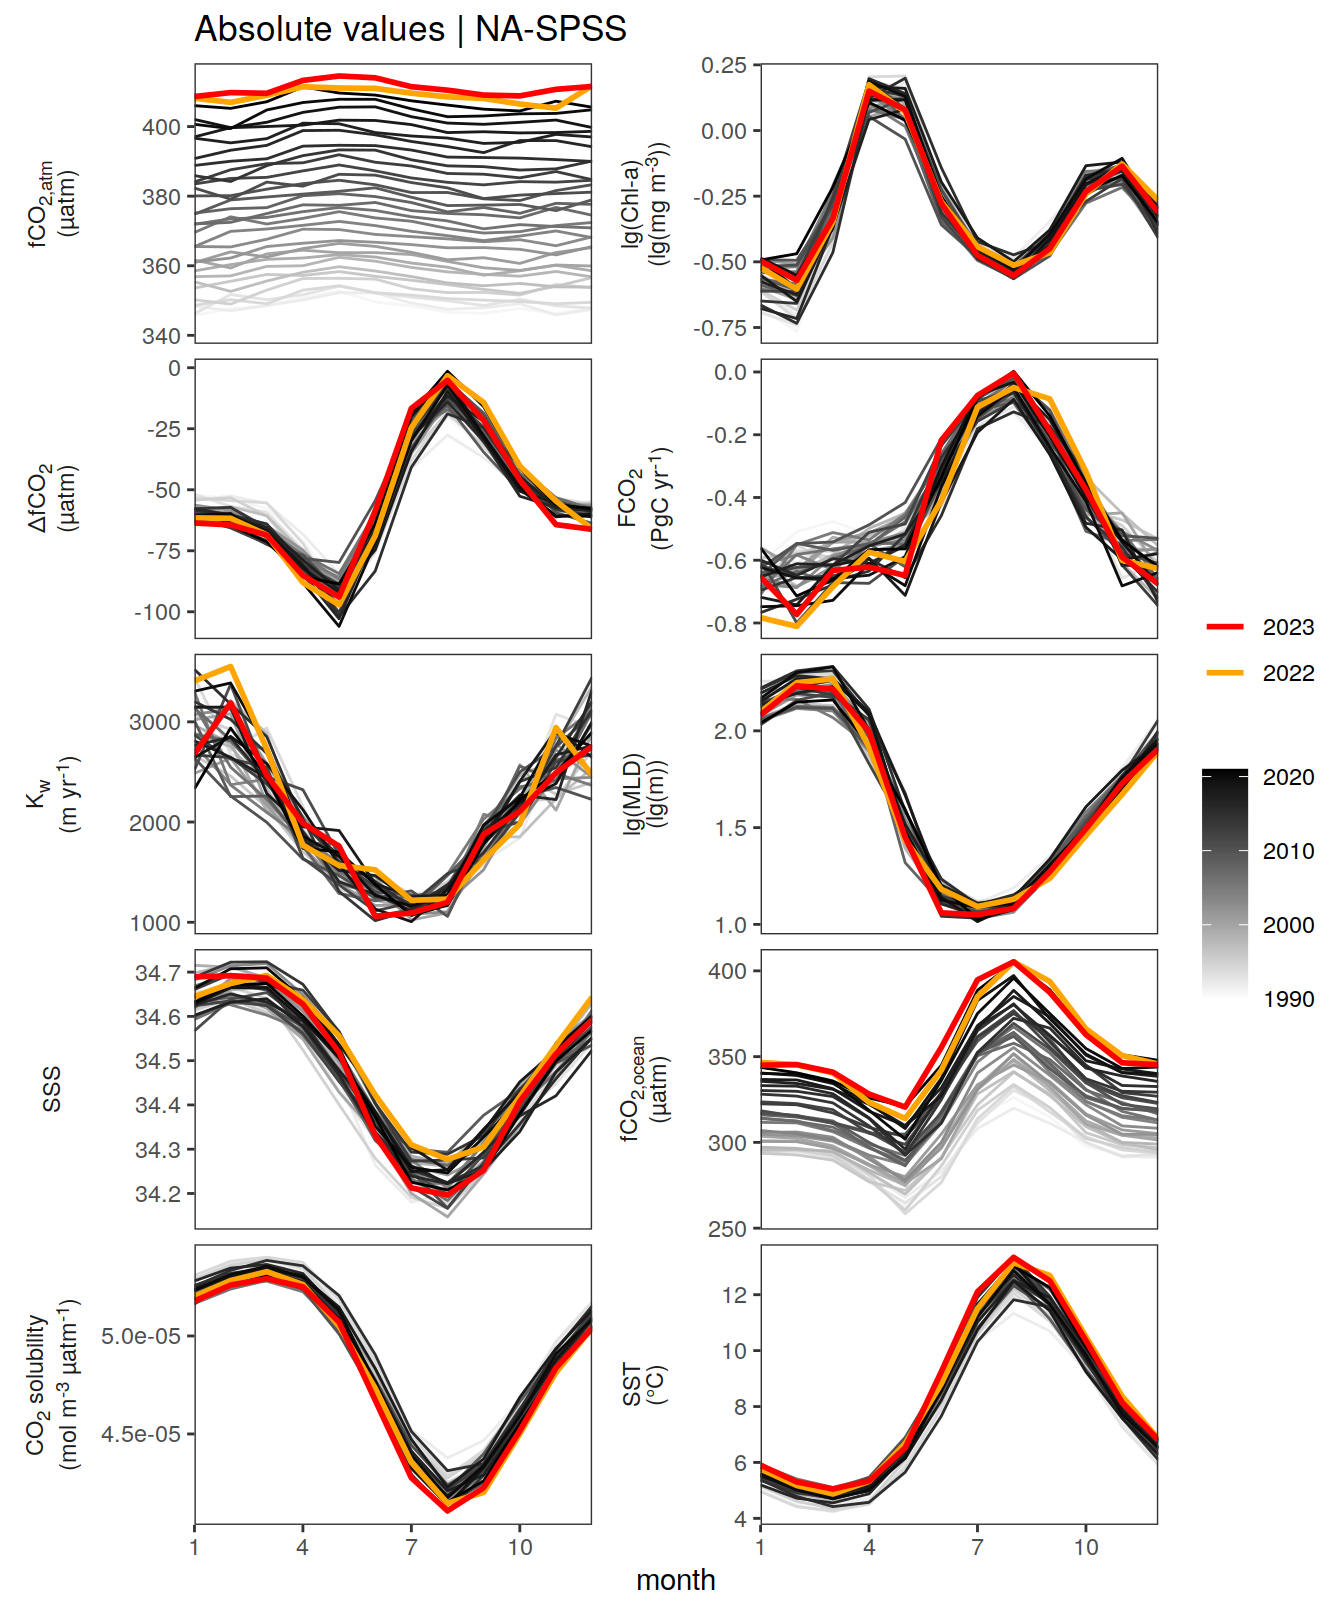 Absolute values | NA-SPSS
fCO2,atm
(µatm)
400
380
360
340
lg(Chl-a)
(lg(mg m-3))
0.25
0.00
-0.25
-0.50
-0.75
ΔfCO2
(µatm)
0
-25
-50
-75
-100
FCO2
(PgC yr-1)
0.0
-0.2
-0.4
-0.6
-0.8
Kw
(m yr-1)
3000
2000
1000
lg(MLD)
(lg(m))
2.0
1.5
1.0
SSS
34.7
34.6
34.5
34.4
34.3
34.2
fCO2,ocean
(µatm)
400
350
300
250
CO2 solubility
(mol m-3 µatm-1)
5.0e-05
4.5e-05
SST
(°C)
12
10
8
6
4
1 4 7 10
1 4 7 10
month
2023
2022
2020
2010
2000
1990